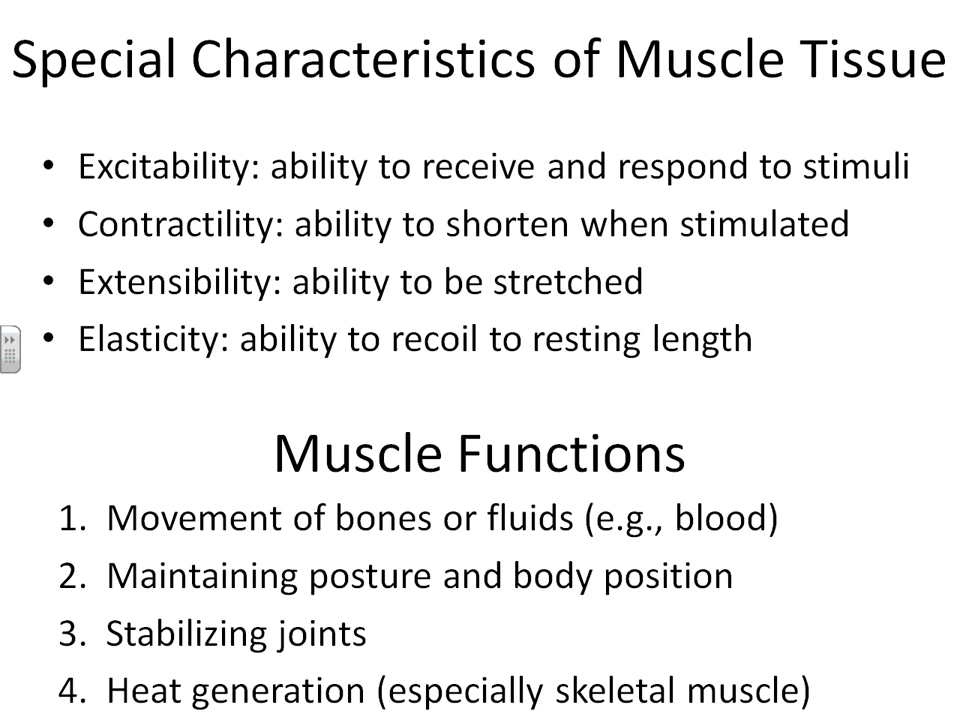 Special Characteristics of Muscle Tissue
• Excitability: ability to receive and respond to stimuli
• Contractility: ability to shorten when stimulated
• Extensibility: ability to be stretched
• Elasticity: ability to recoil to resting length
Muscle Functions
1. Movement of bones or fluids (e.g., blood)
2. Maintaining posture and body position
3. Stabilizing joints
4. Heat generation (especially skeletal muscle)